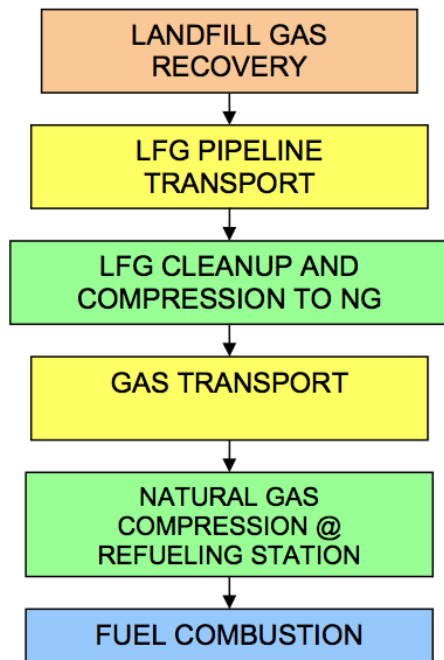 LANDFILL GAS
RECOVERY
LFG PIPELINE
TRANSPORT
LFG CLEANUP AND
COMPRESSION TO NG
GAS TRANSPORT
NATURAL GAS
COMPRESSION @
REFUELING STATION
FUEL COMBUSTION